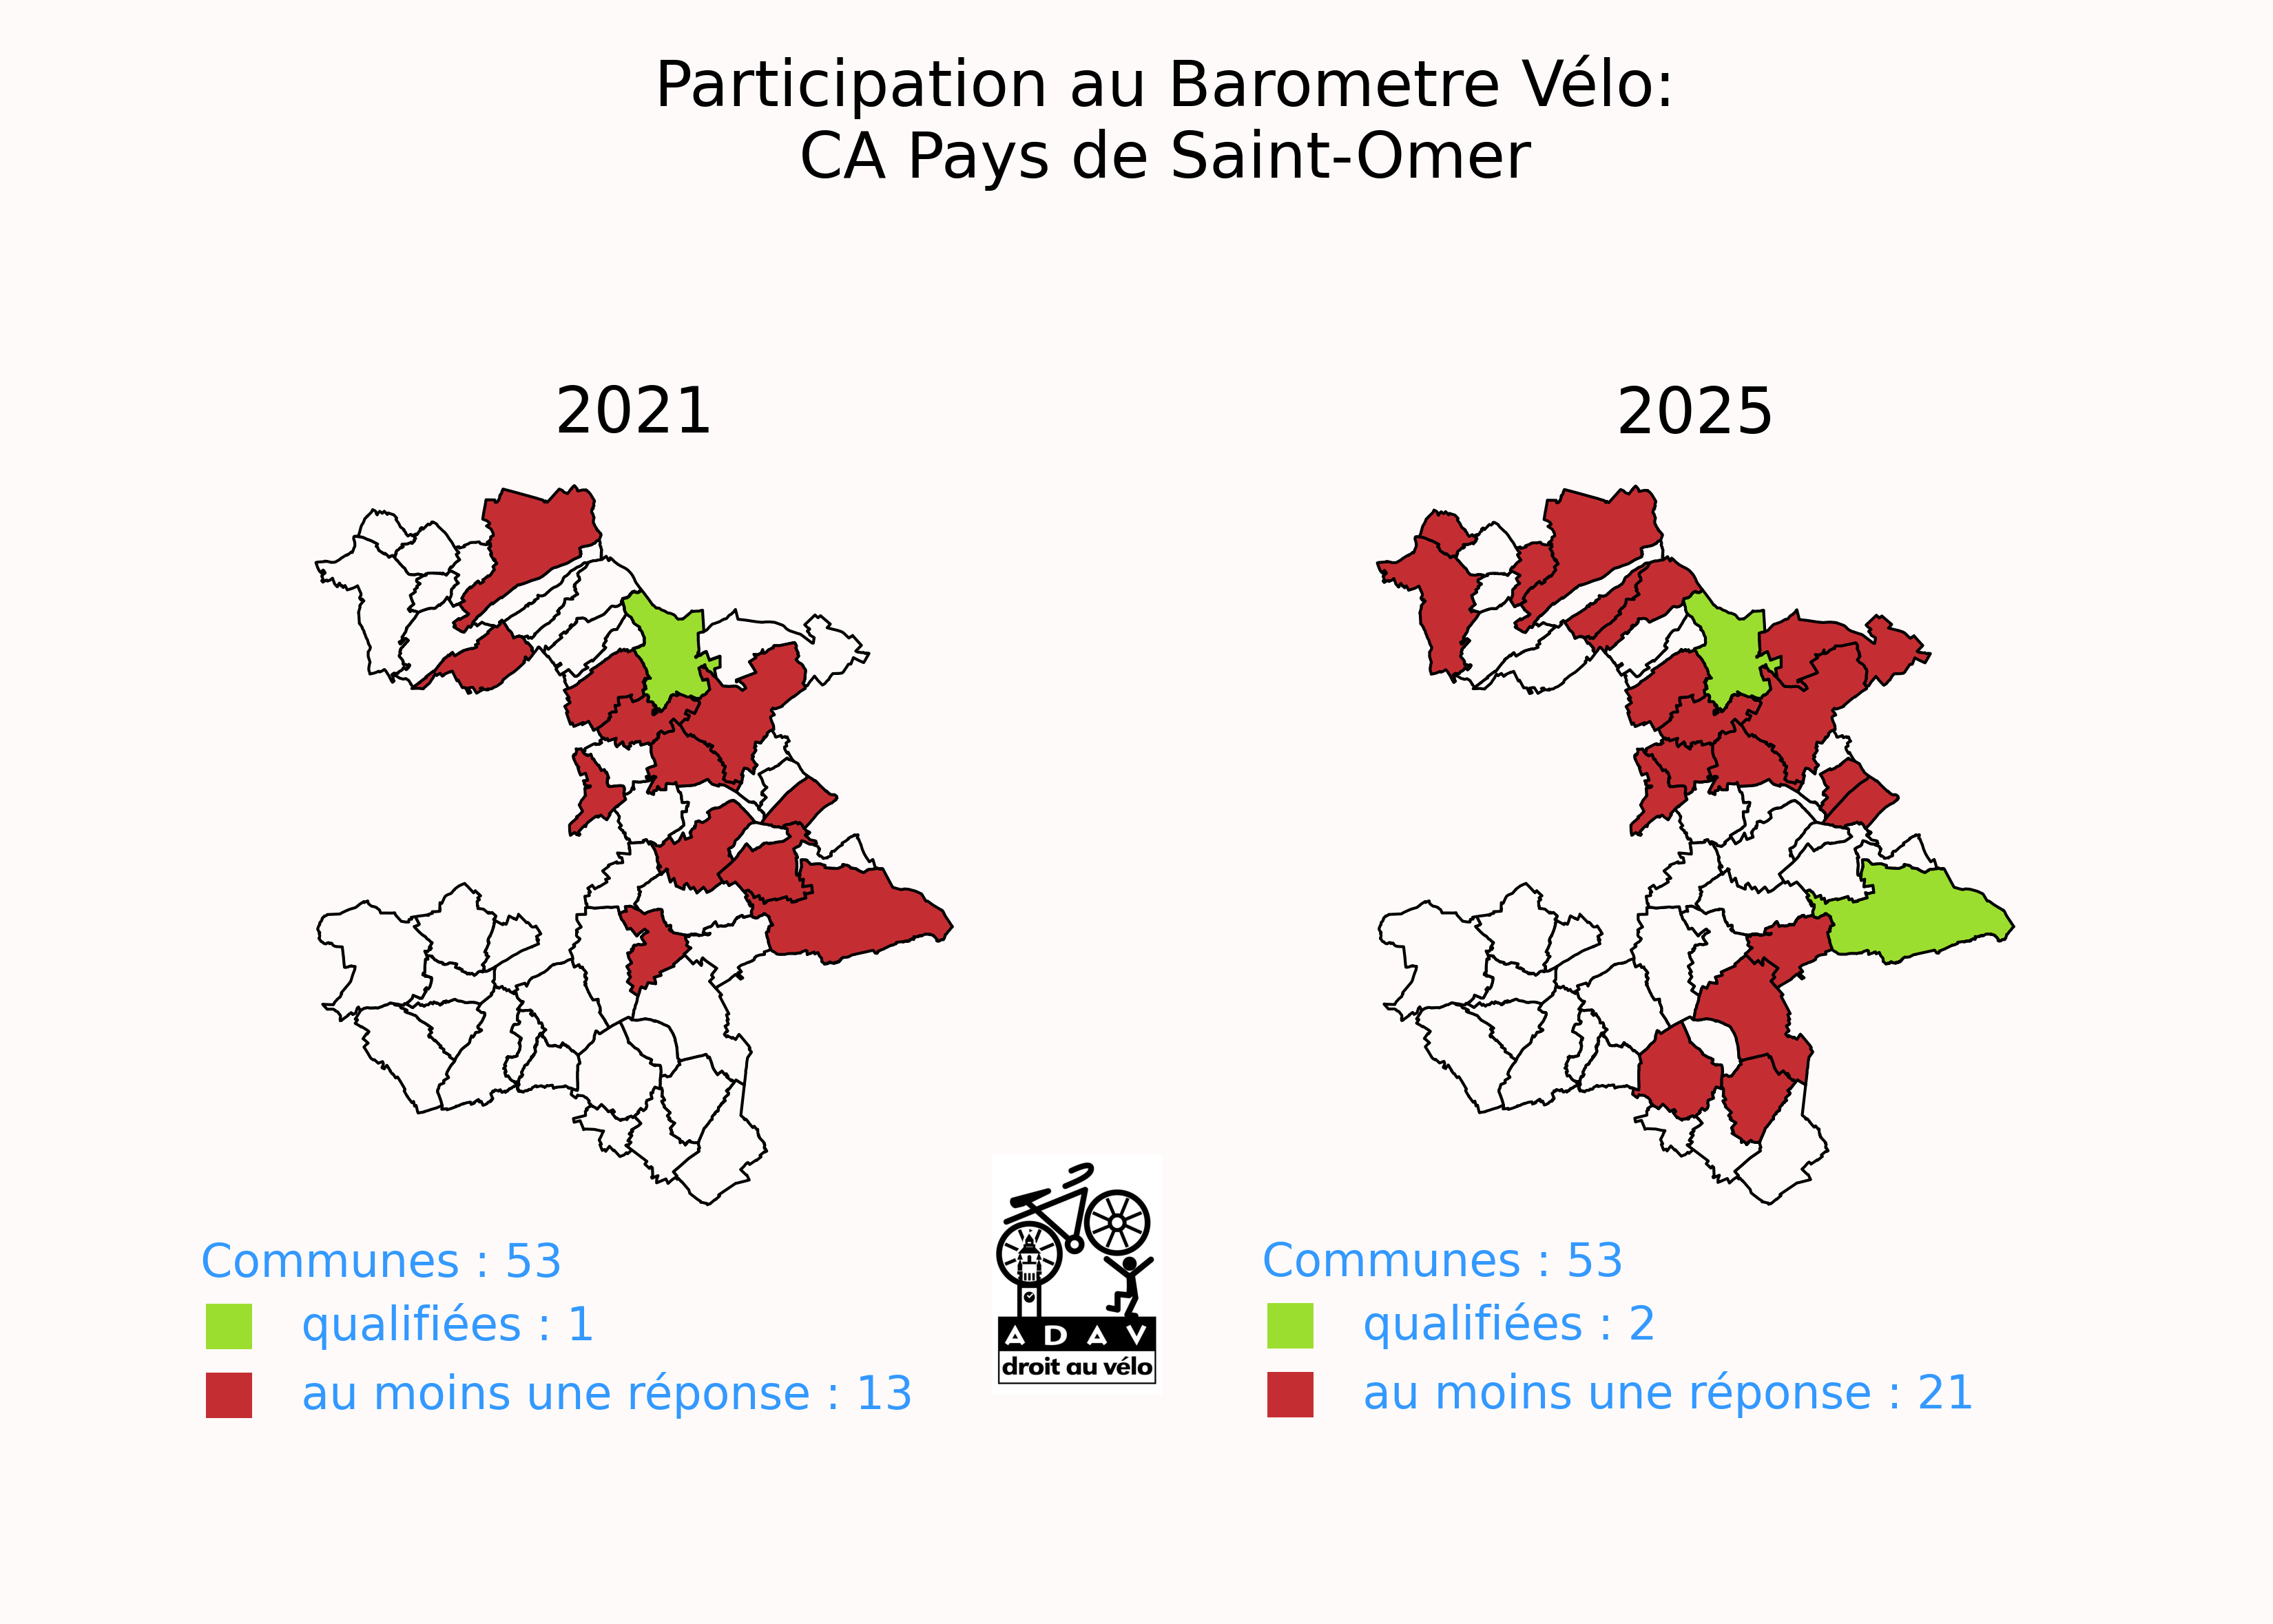 Participation au Barometre Vélo:
CA Pays de Saint-Omer
2021
2025
Communes : 53
qualifiées : 1
au moins une réponse : 13
ADAV
droit au vélo
Communes : 53
qualifiées : 2
au moins une réponse : 21